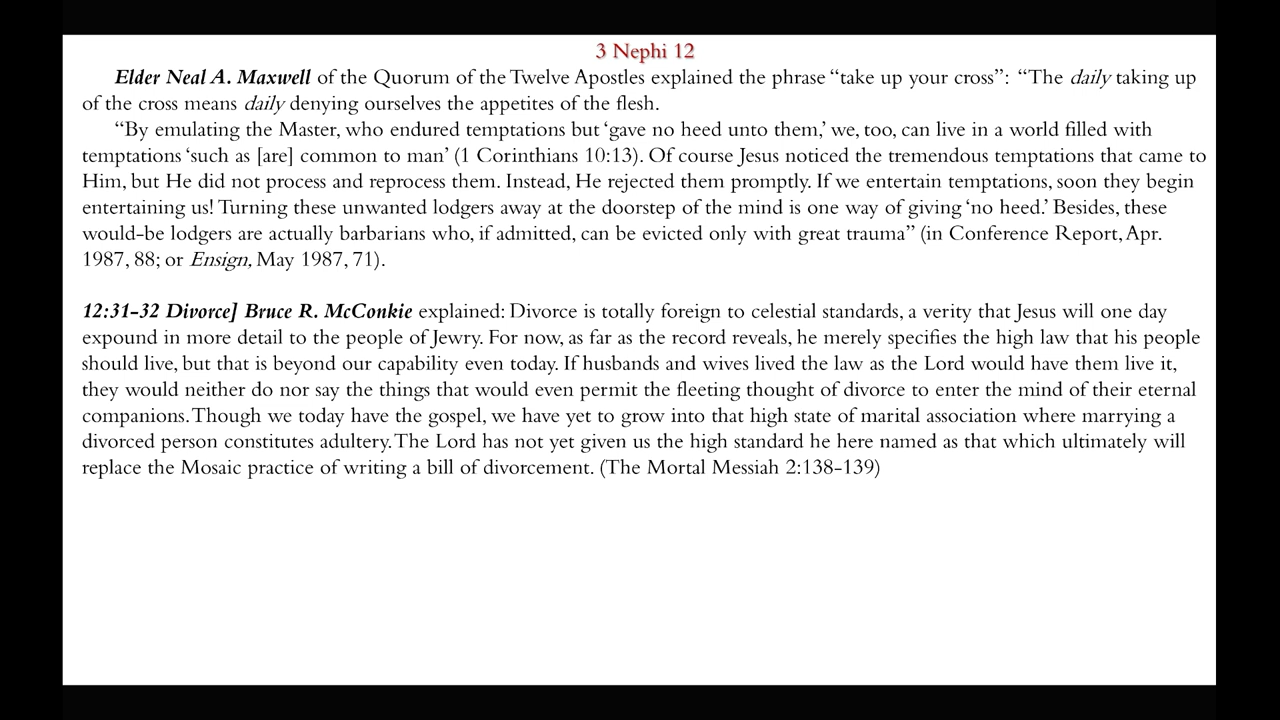 3 Nephi 12
Elder Neal A. Maxwell of the Quorum of the Twelve Apostles explained the phrase “take up your cross”: “The daily taking up
of the cross means daily denying ourselves the appetites of the flesh.
“By emulating the Master, who endured temptations but ‘gave no heed unto them,’ we, too, can live in a world filled with
temptations ‘such as [are] common to man’ (1 Corinthians 10:13). Of course Jesus noticed the tremendous temptations that came to
Him, but He did not process and reprocess them. Instead, He rejected them promptly. If we entertain temptations, soon they begin
entertaining us! Turning these unwanted lodgers away at the doorstep of the mind is one way of giving ‘no heed.’ Besides, these
would-be lodgers are actually barbarians who, if admitted, can be evicted only with great trauma” (in Conference Report, Apr.
1987, 88; or Ensign, May 1987, 71).
12:31-32 Divorce] Bruce R. McConkie explained: Divorce is totally foreign to celestial standards, a verity that Jesus will one day
expound in more detail to the people of Jewry. For now, as far as the record reveals, he merely specifies the high law that his people
should live, but that is beyond our capability even today. If husbands and wives lived the law as the Lord would have them live it,
they would neither do nor say the things that would even permit the fleeting thought of divorce to enter the mind of their eternal
companions. Though we today have the gospel, we have yet to grow into that high state of marital association where marrying a
divorced person constitutes adultery. The Lord has not yet given us the high standard he here named as that which ultimately will
replace the Mosaic practice of writing a bill of divorcement. (The Mortal Messiah 2:138-139)